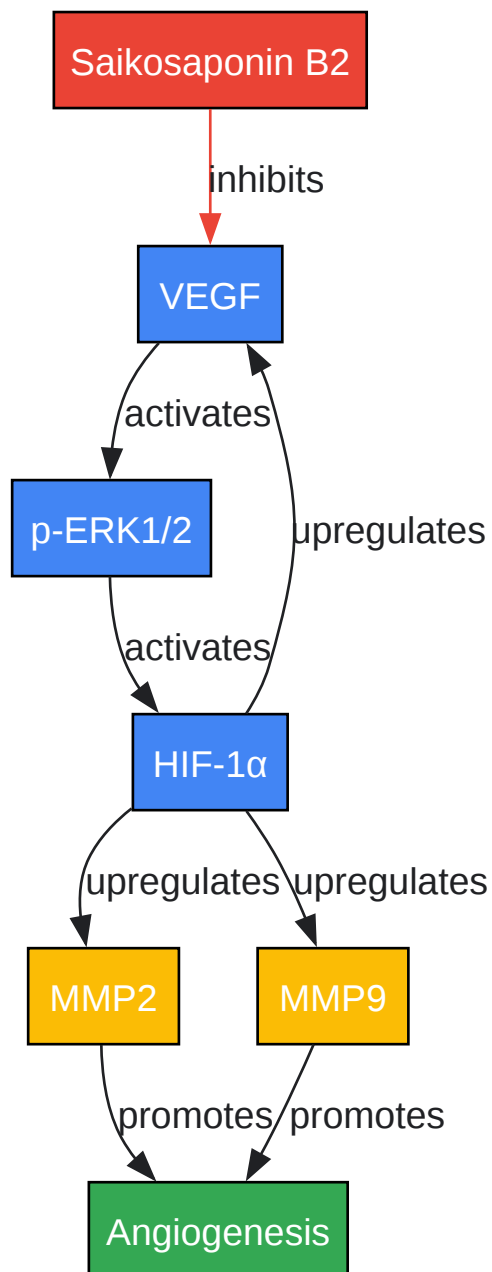 Saikosaponin B2
inhibits
VEGF
activates
p-ERK1/2
upregulates
activates
HIF-1α
upregulates
upregulates
MMP2
MMP9
promotes
promotes
Angiogenesis